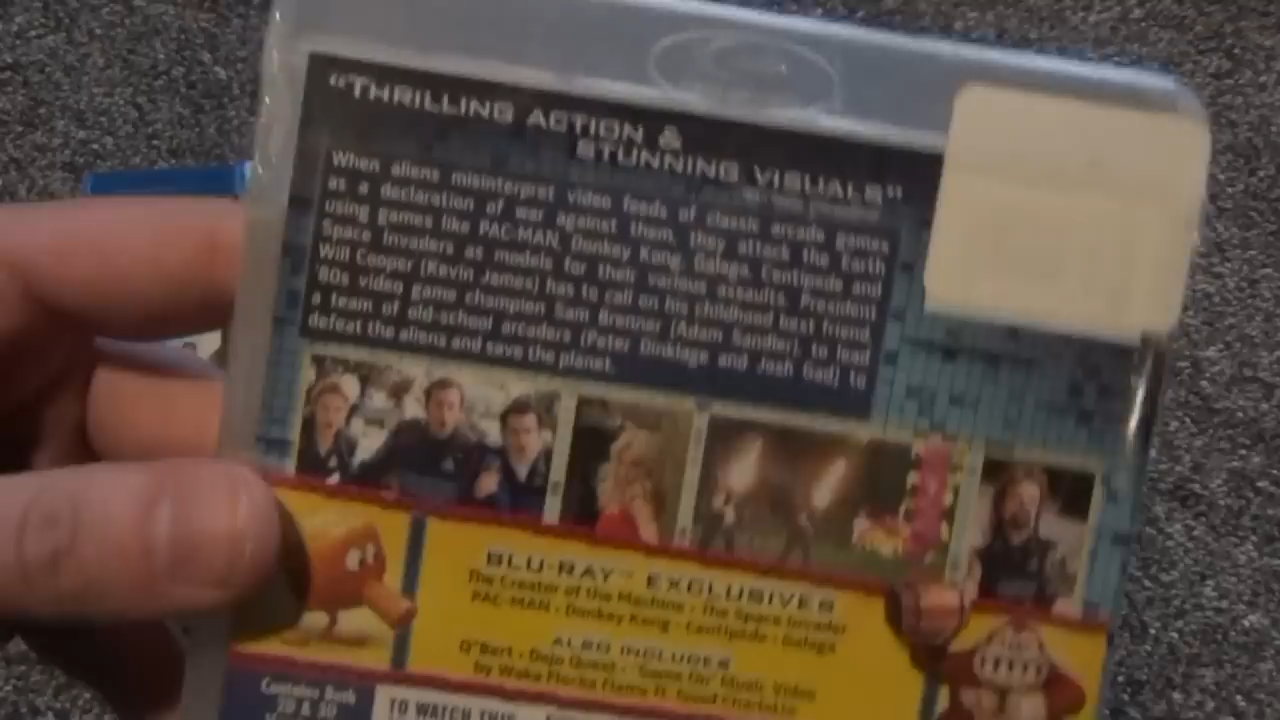 "THRILLING ACTION &
STUNNING VISUALS"
When aliens misinterpret video feeds of classic arcade games
as a declaration of war against them, they attack the Earth
using games like PAC-MAN, Donkey Kong, Galaga, Centipede and
Space Invaders as models for their various assaults. President
Will Cooper (Kevin James) has to call on his childhood best friend
'80s video game champion Sam Brenner (Adam Sandler), to lead
a team of old-school arcaders (Peter Dinklage and Josh Gad) to
defeat the aliens and save the planet.
BLU-RAY™ EXCLUSIVES
The Creator of the Machine • The Space Invader
PAC-MAN • Donkey Kong • Centipede • Galaga
ALSO INCLUDES
Q*Bert • Dojo Quest • "Game On" Music Video
by Waka Flocka Flame Ft. Good Charlotte
Contains Both
2D & 3D
TO WATCH THIS